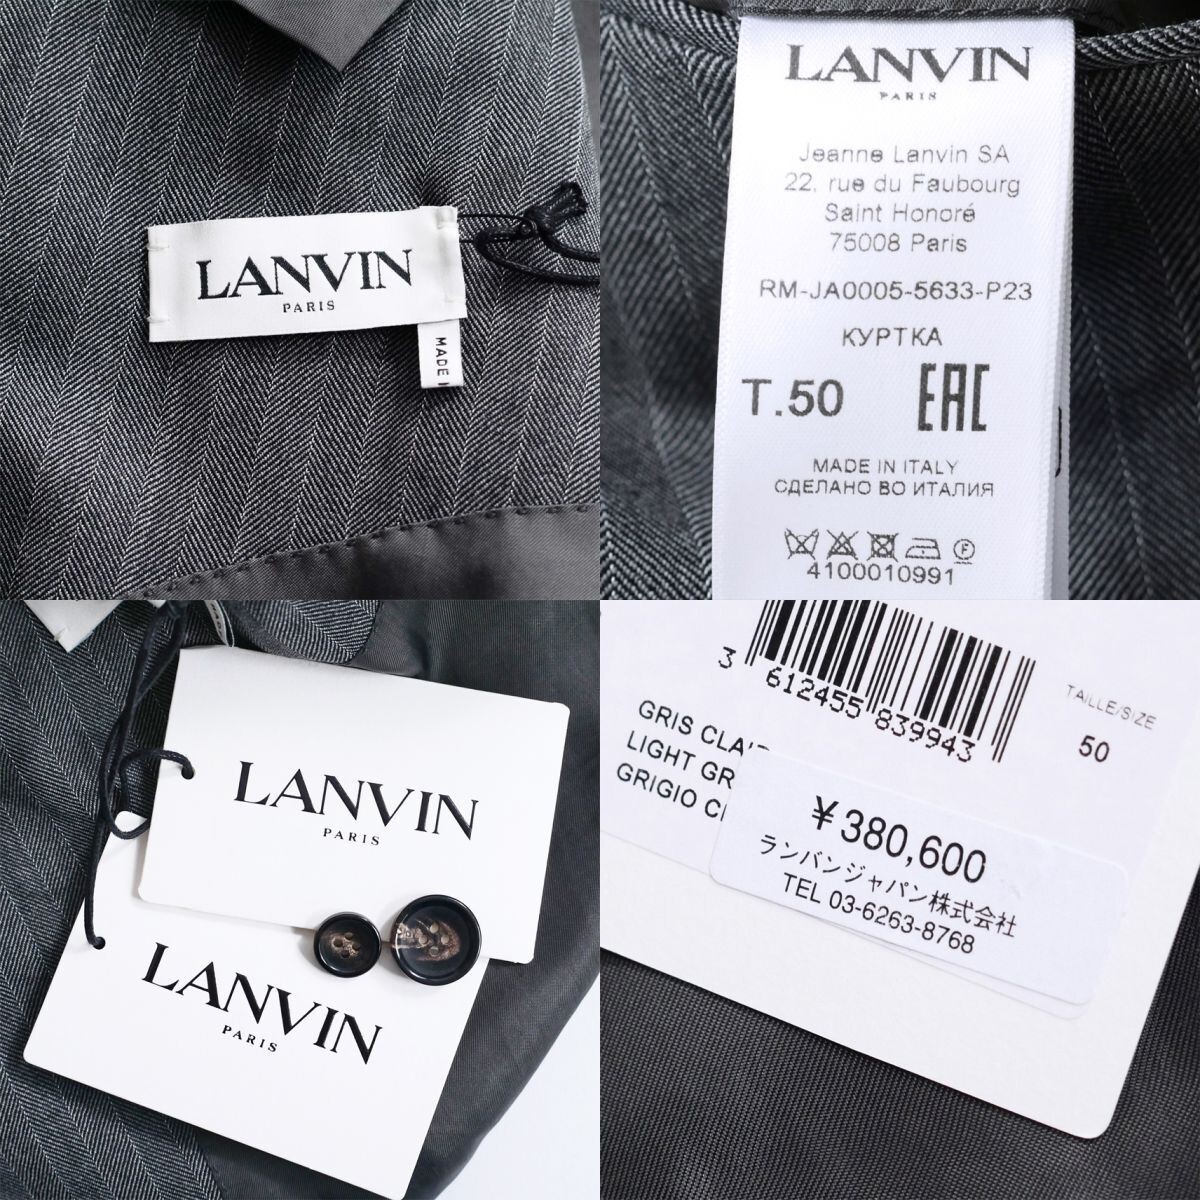 LANVIN
PARIS
MADE
LANVIN
PARIS
Jeanne Lanvin SA
22, rue du Faubourg
Saint Honoré
75008 Paris
RM-JA0005-5633-P23
КУРТКА
T.50 EAC
MADE IN ITALY
СДЕЛАНО ВО ИТАЛИЯ
F
4100010991
LANVIN
PARIS
LANVIN
PARIS
3 612455 839943
TAILLE/SIZE
50
GRIS
LIGHT
GRIGIO
¥380,600
ランバンジャパン株式会社
TEL 03-6263-8768